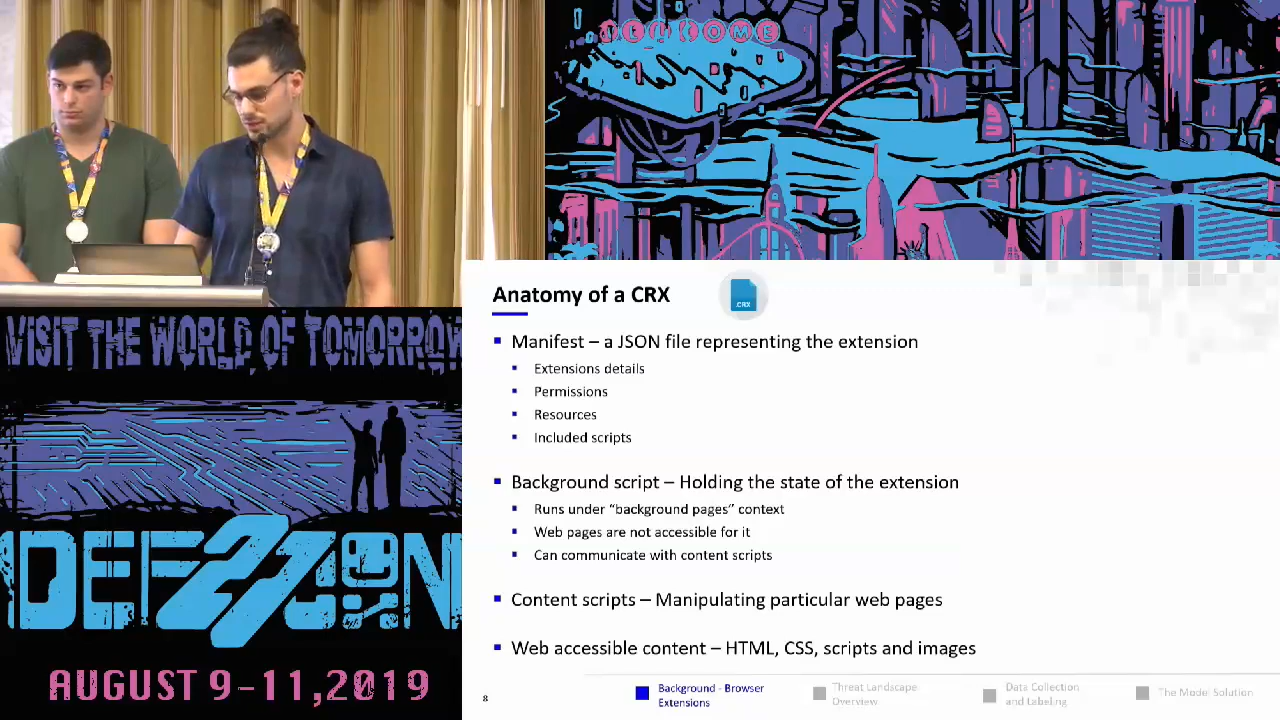 WELCOME
VISIT THE WORLD OF TOMORROW
DEF 27 CON
AUGUST 9-11,2019
Anatomy of a CRX
.CRX
Manifest – a JSON file representing the extension
Extensions details
Permissions
Resources
Included scripts
Background script – Holding the state of the extension
Runs under “background pages” context
Web pages are not accessible for it
Can communicate with content scripts
Content scripts – Manipulating particular web pages
Web accessible content – HTML, CSS, scripts and images
8
Background - Browser
Extensions
Threat Landscape
Overview
Data Collection
and Labeling
The Model Solution